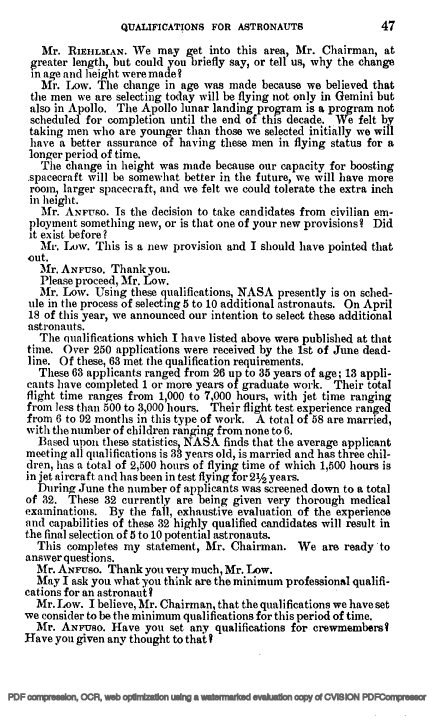 QUALIFICATIONS FOR ASTRONAUTS 47
Mr. RIEHLMAN. We may get into this area, Mr. Chairman, at
greater length, but could you briefly say, or tell us, why the change
in age and height were made?
Mr. Low. The change in age was made because we believed that
the men we are selecting today will be flying not only in Gemini but
also in Apollo. The Apollo lunar landing program is a program not
scheduled for completion until the end of this decade. We felt by
taking men who are younger than those we selected initially we will
have a better assurance of having these men in flying status for a
longer period of time.
The change in height was made because our capacity for boosting
spacecraft will be somewhat better in the future, we will have more
room, larger spacecraft, and we felt we could tolerate the extra inch
in height.
Mr. ANFUSO. Is the decision to take candidates from civilian em-
ployment something new, or is that one of your new provisions? Did
it exist before?
Mr. Low. This is a new provision and I should have pointed that
out.
Mr. ANFUSO. Thank you.
Please proceed, Mr. Low.
Mr. Low. Using these qualifications, NASA presently is on sched-
ule in the process of selecting 5 to 10 additional astronauts. On April
18 of this year, we announced our intention to select these additional
astronauts.
The qualifications which I have listed above were published at that
time. Over 250 applications were received by the 1st of June dead-
line. Of these, 63 met the qualification requirements.
These 63 applicants ranged from 26 up to 35 years of age; 13 appli-
cants have completed 1 or more years of graduate work. Their total
flight time ranges from 1,000 to 7,000 hours, with jet time ranging
from less than 500 to 3,000 hours. Their flight test experience ranged
from 6 to 92 months in this type of work. A total of 58 are married,
with the number of children ranging from none to 6.
Based upon these statistics, NASA finds that the average applicant
meeting all qualifications is 33 years old, is married and has three chil-
dren, has a total of 2,500 hours of flying time of which 1,500 hours is
in jet aircraft and has been in test flying for 2½ years.
During June the number of applicants was screened down to a total
of 32. These 32 currently are being given very thorough medical
examinations. By the fall, exhaustive evaluation of the experience
and capabilities of these 32 highly qualified candidates will result in
the final selection of 5 to 10 potential astronauts.
This completes my statement, Mr. Chairman. We are ready to
answer questions.
Mr. ANFUSO. Thank you very much, Mr. Low.
May I ask you what you think are the minimum professional qualifi-
cations for an astronaut?
Mr. Low. I believe, Mr. Chairman, that the qualifications we have set
we consider to be the minimum qualifications for this period of time.
Mr. ANFUSO. Have you set any qualifications for crewmembers?
Have you given any thought to that?
PDF compression, OCR, web optimization using a watermarked evaluation copy of CVISION PDFCompressor